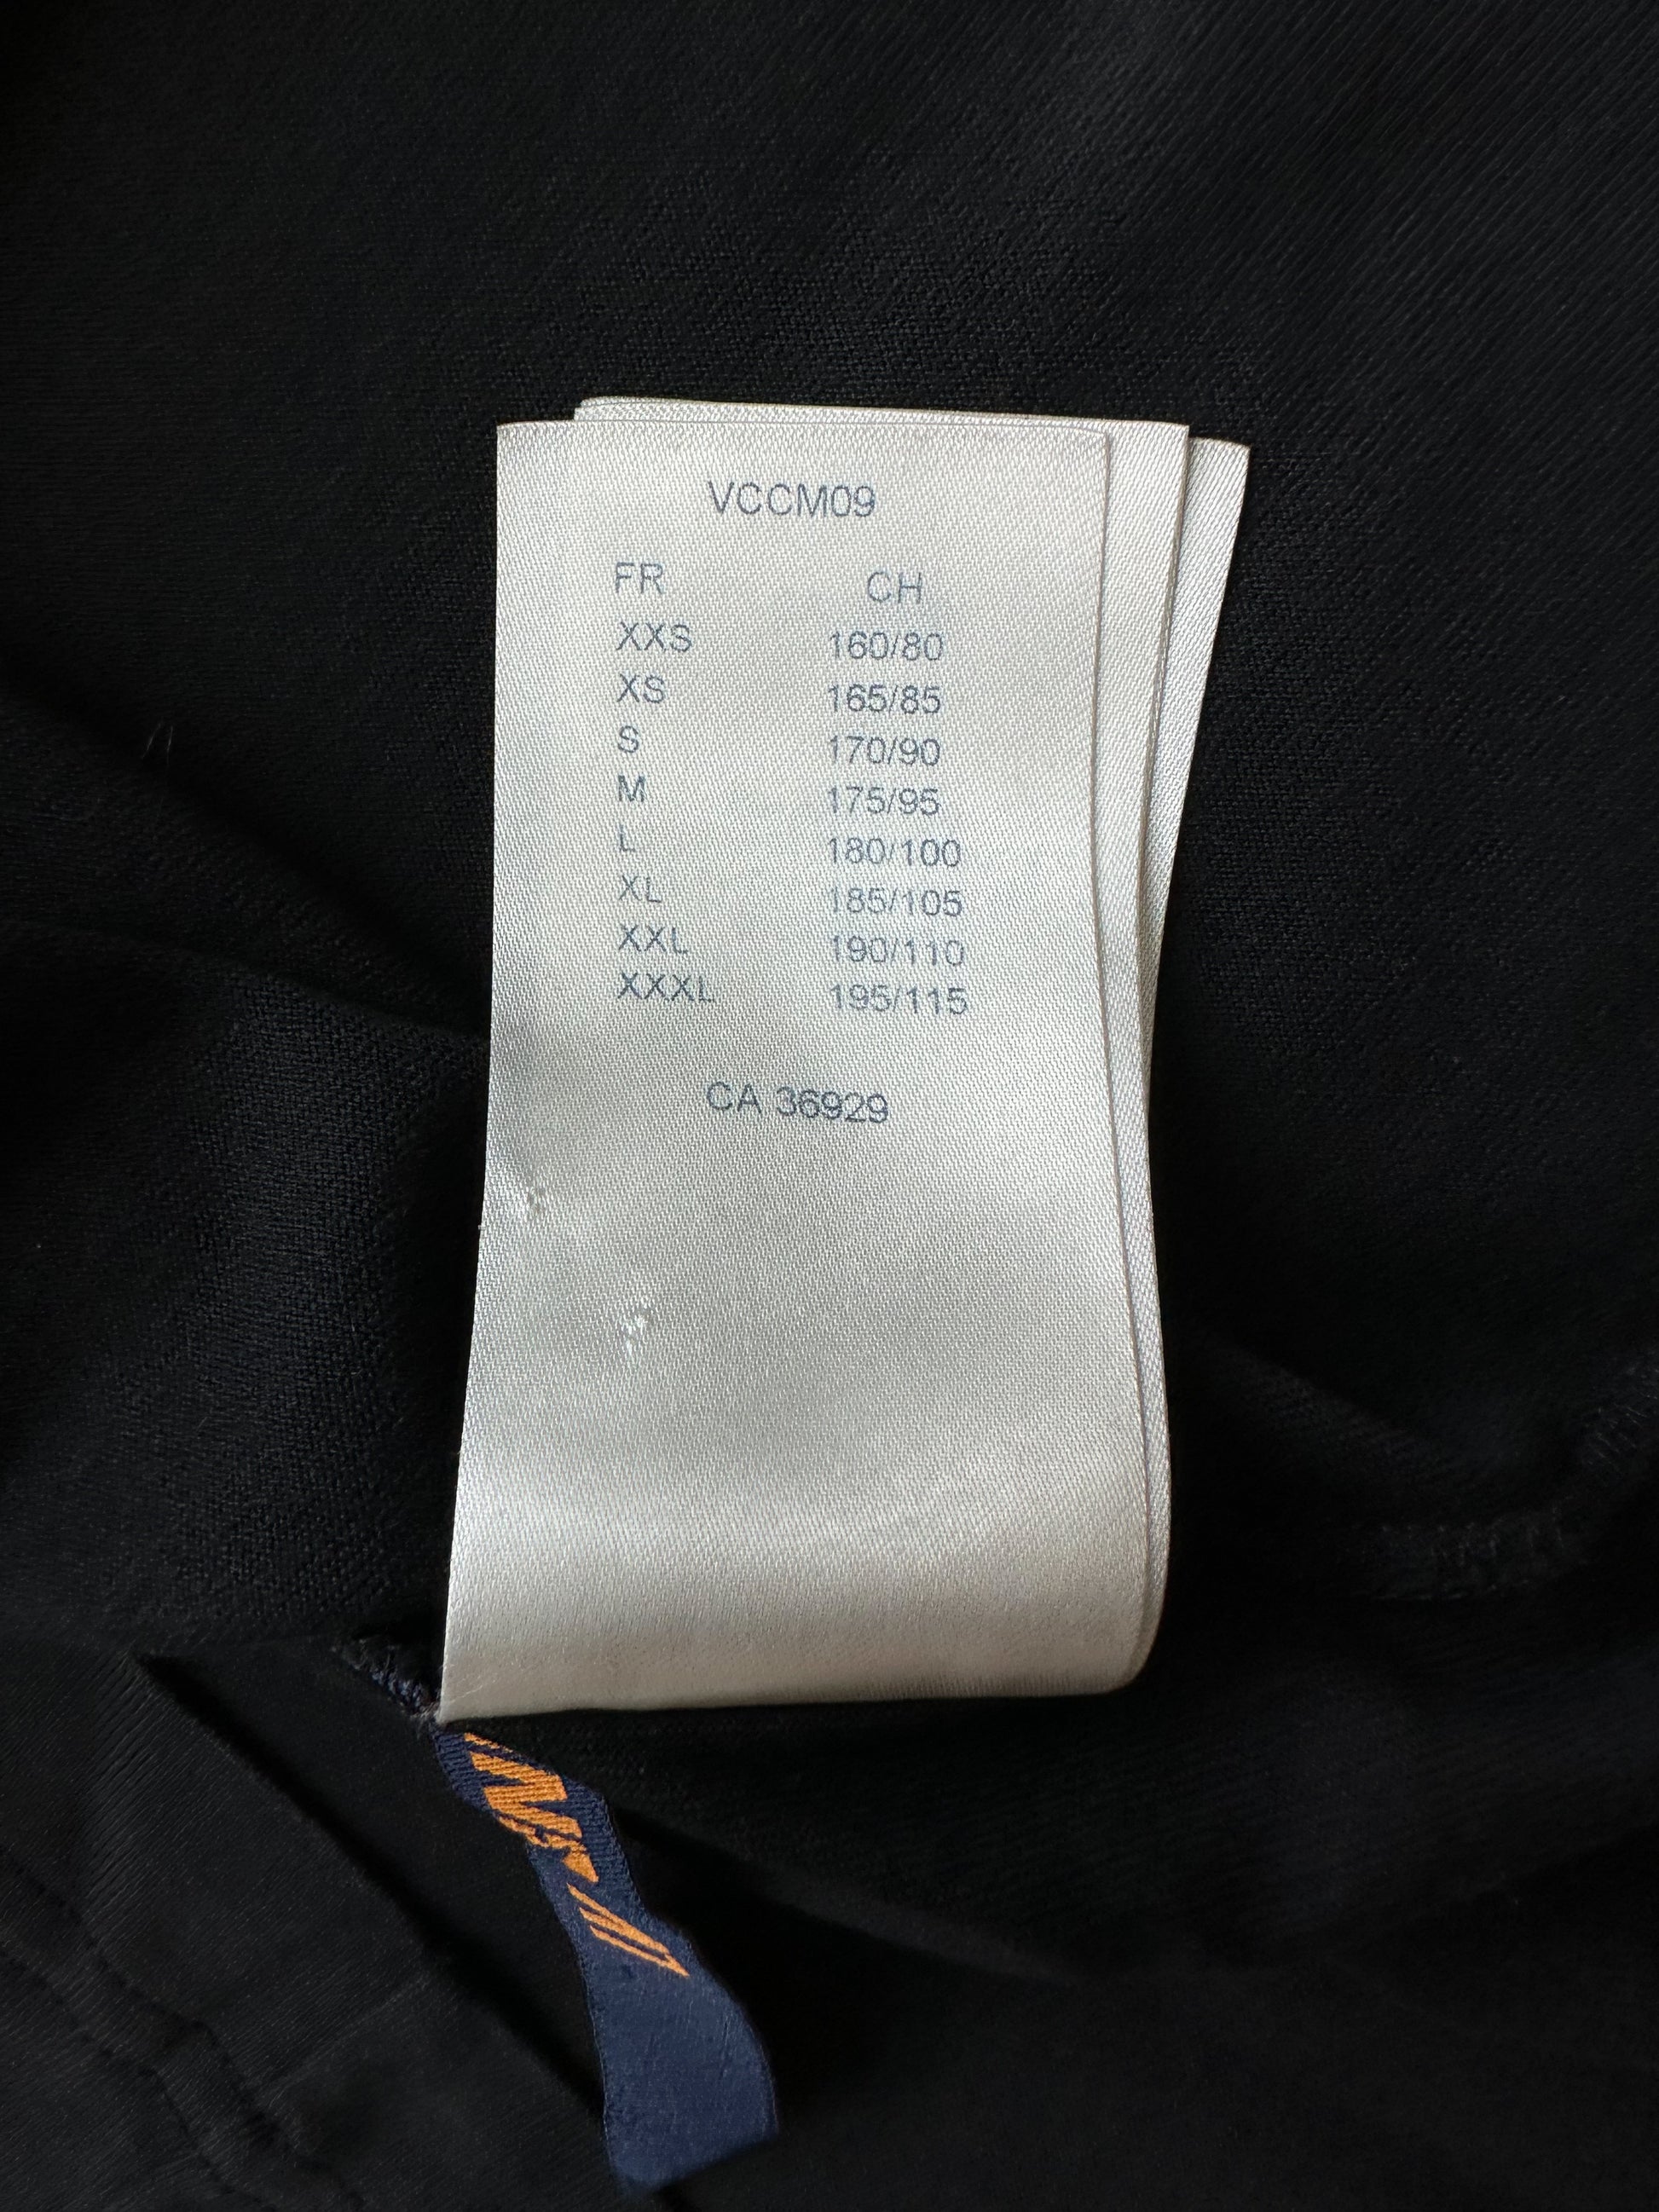 VCCM09
FR CH
XXS 160/80
XS 165/85
S 170/90
M 175/95
L 180/100
XL 185/105
XXL 190/110
XXXL 195/115
CA 36929